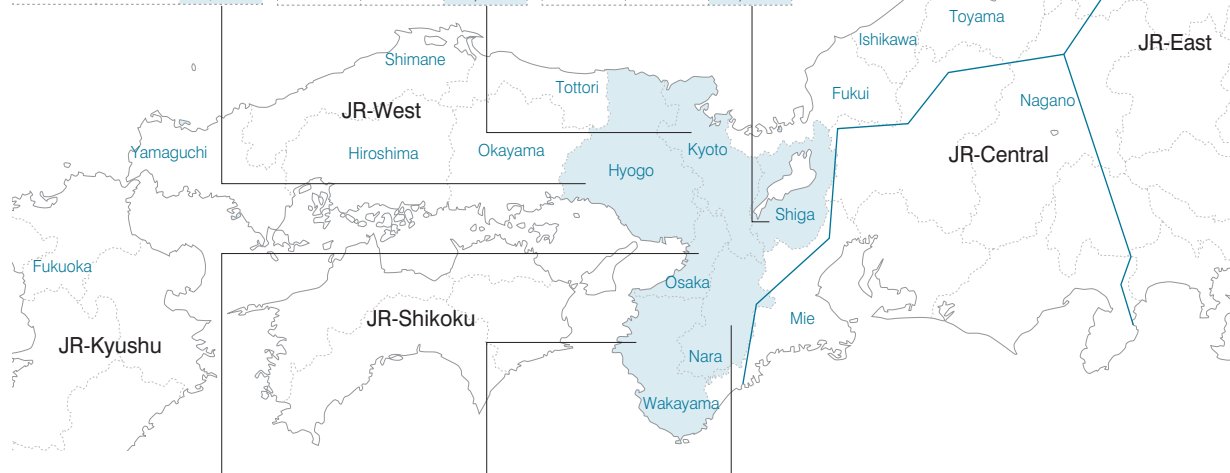 Toyama
Ishikawa
JR-East
Shimane
Tottori
Fukui
Nagano
JR-West
Yamaguchi
Hiroshima
Okayama
Kyoto
JR-Central
Hyogo
Shiga
Fukuoka
Osaka
JR-Shikoku
Mie
JR-Kyushu
Nara
Wakayama